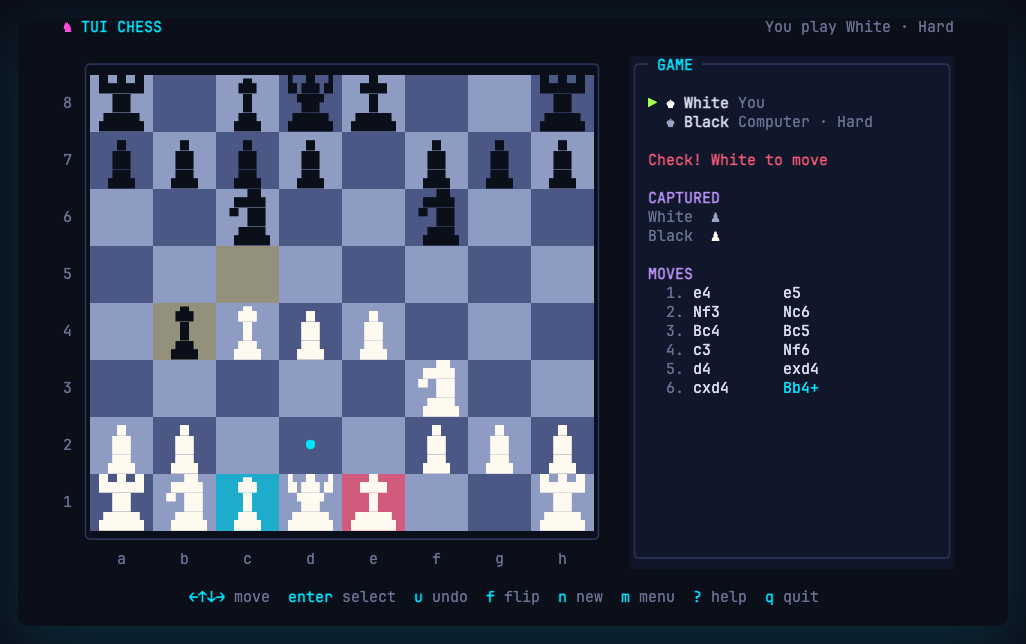 TUI CHESS
You play White · Hard
8
7
6
5
4
3
2
1
a b c d e f g h
GAME
White You
Black Computer · Hard
Check! White to move
CAPTURED
White
Black
MOVES
1. e4 e5
2. Nf3 Nc6
3. Bc4 Bc5
4. c3 Nf6
5. d4 exd4
6. cxd4 Bb4+
←↑↓→ move enter select u undo f flip n new m menu ? help q quit